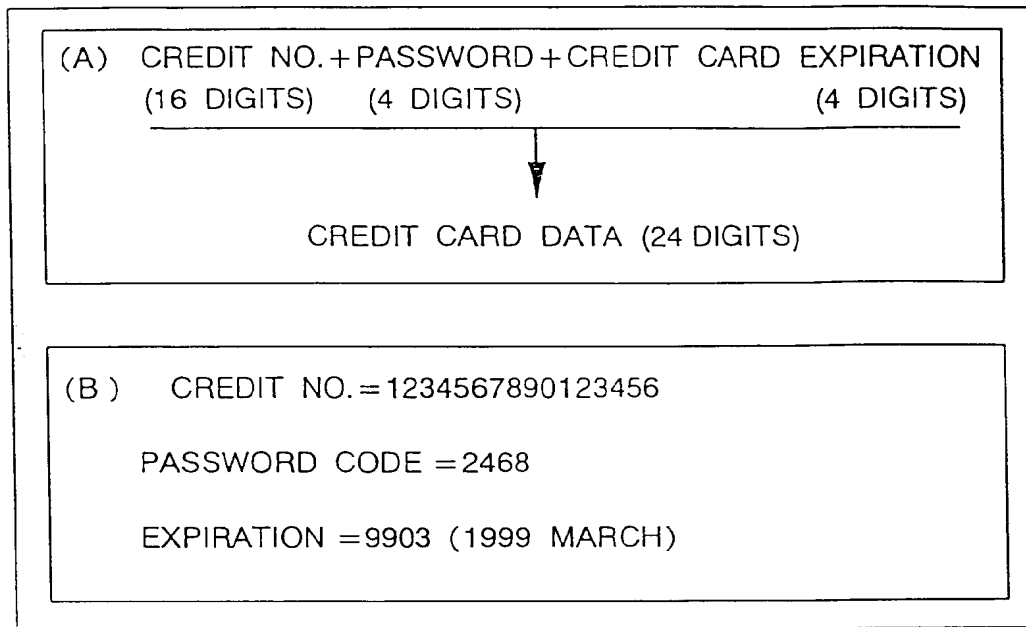 (A) CREDIT NO.+PASSWORD+CREDIT CARD EXPIRATION
(16 DIGITS) (4 DIGITS) (4 DIGITS)
CREDIT CARD DATA (24 DIGITS)
(B) CREDIT NO.=1234567890123456
PASSWORD CODE =2468
EXPIRATION =9903 (1999 MARCH)